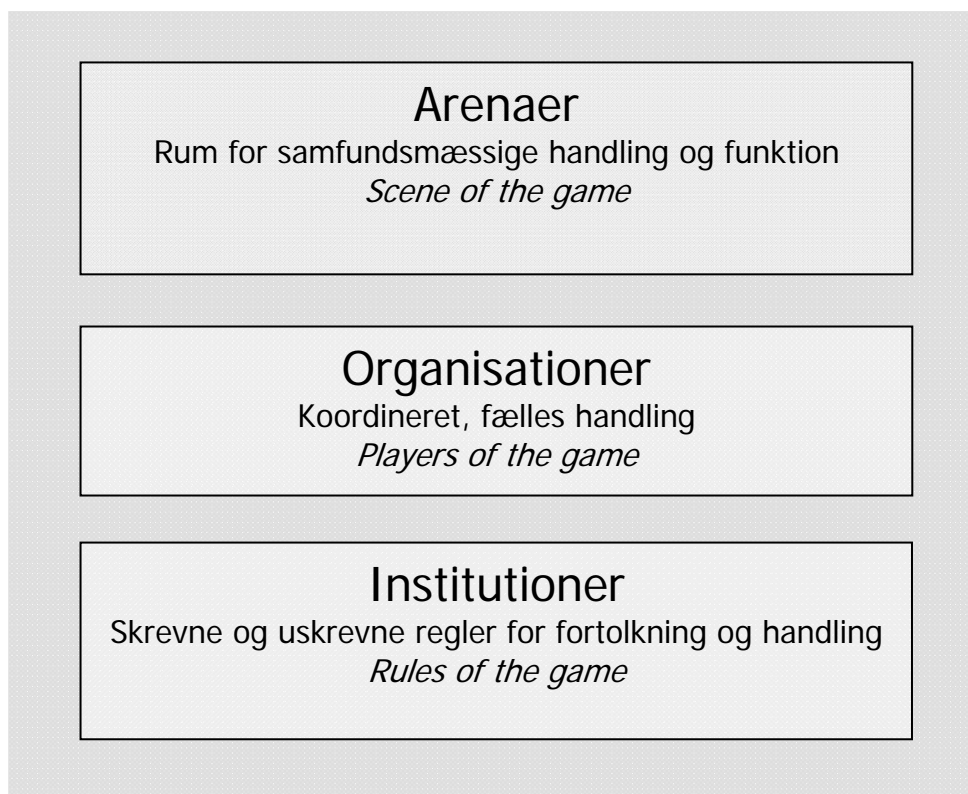 Arenaer
Rum for samfundsmæssige handling og funktion
Scene of the game
Organisationer
Koordineret, fælles handling
Players of the game
Institutioner
Skrevne og uskrevne regler for fortolkning og handling
Rules of the game